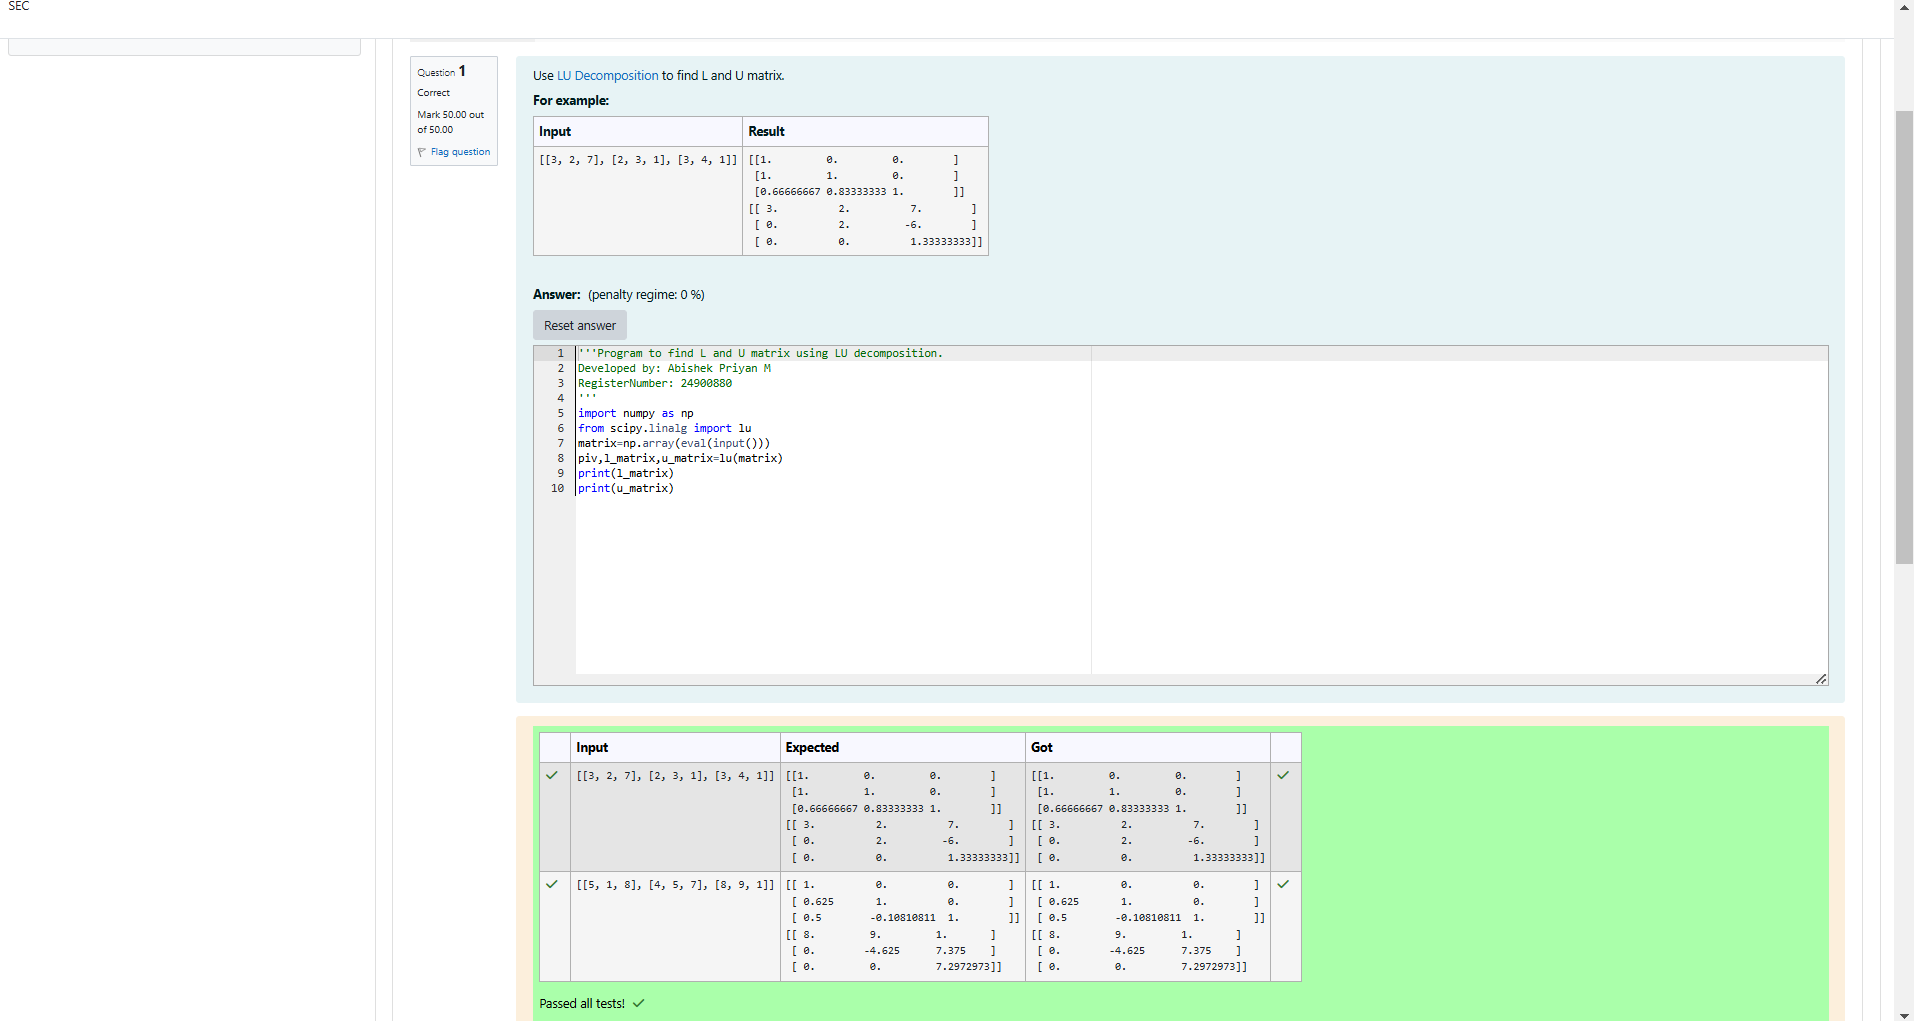 SEC
Question 1
Correct
Mark 50.00 out
of 50.00
Flag question
Use LU Decomposition to find L and U matrix.
For example:
Input Result
[[3, 2, 7], [2, 3, 1], [3, 4, 1]] [[1. 0. 0. ]
[1. 1. 0. ]
[0.66666667 0.83333333 1. ]]
[[ 3. 2. 7. ]
[ 0. 2. -6. ]
[ 0. 0. 1.33333333]]
Answer: (penalty regime: 0 %)
Reset answer
1 '''Program to find L and U matrix using LU decomposition.
2 Developed by: Abishek Priyan M
3 RegisterNumber: 24900880
4 '''
5 import numpy as np
6 from scipy.linalg import lu
7 matrix=np.array(eval(input()))
8 piv,l_matrix,u_matrix=lu(matrix)
9 print(l_matrix)
10 print(u_matrix)
Input Expected Got
[[3, 2, 7], [2, 3, 1], [3, 4, 1]] [[1. 0. 0. ] [[1. 0. 0. ]
[1. 1. 0. ] [1. 1. 0. ]
[0.66666667 0.83333333 1. ]] [0.66666667 0.83333333 1. ]]
[[ 3. 2. 7. ] [[ 3. 2. 7. ]
[ 0. 2. -6. ] [ 0. 2. -6. ]
[ 0. 0. 1.33333333]] [ 0. 0. 1.33333333]]
[[5, 1, 8], [4, 5, 7], [8, 9, 1]] [[ 1. 0. 0. ] [[ 1. 0. 0. ]
[ 0.625 1. 0. ] [ 0.625 1. 0. ]
[ 0.5 -0.10810811 1. ]] [ 0.5 -0.10810811 1. ]]
[[ 8. 9. 1. ] [[ 8. 9. 1. ]
[ 0. -4.625 7.375 ] [ 0. -4.625 7.375 ]
[ 0. 0. 7.2972973]] [ 0. 0. 7.2972973]]
Passed all tests!